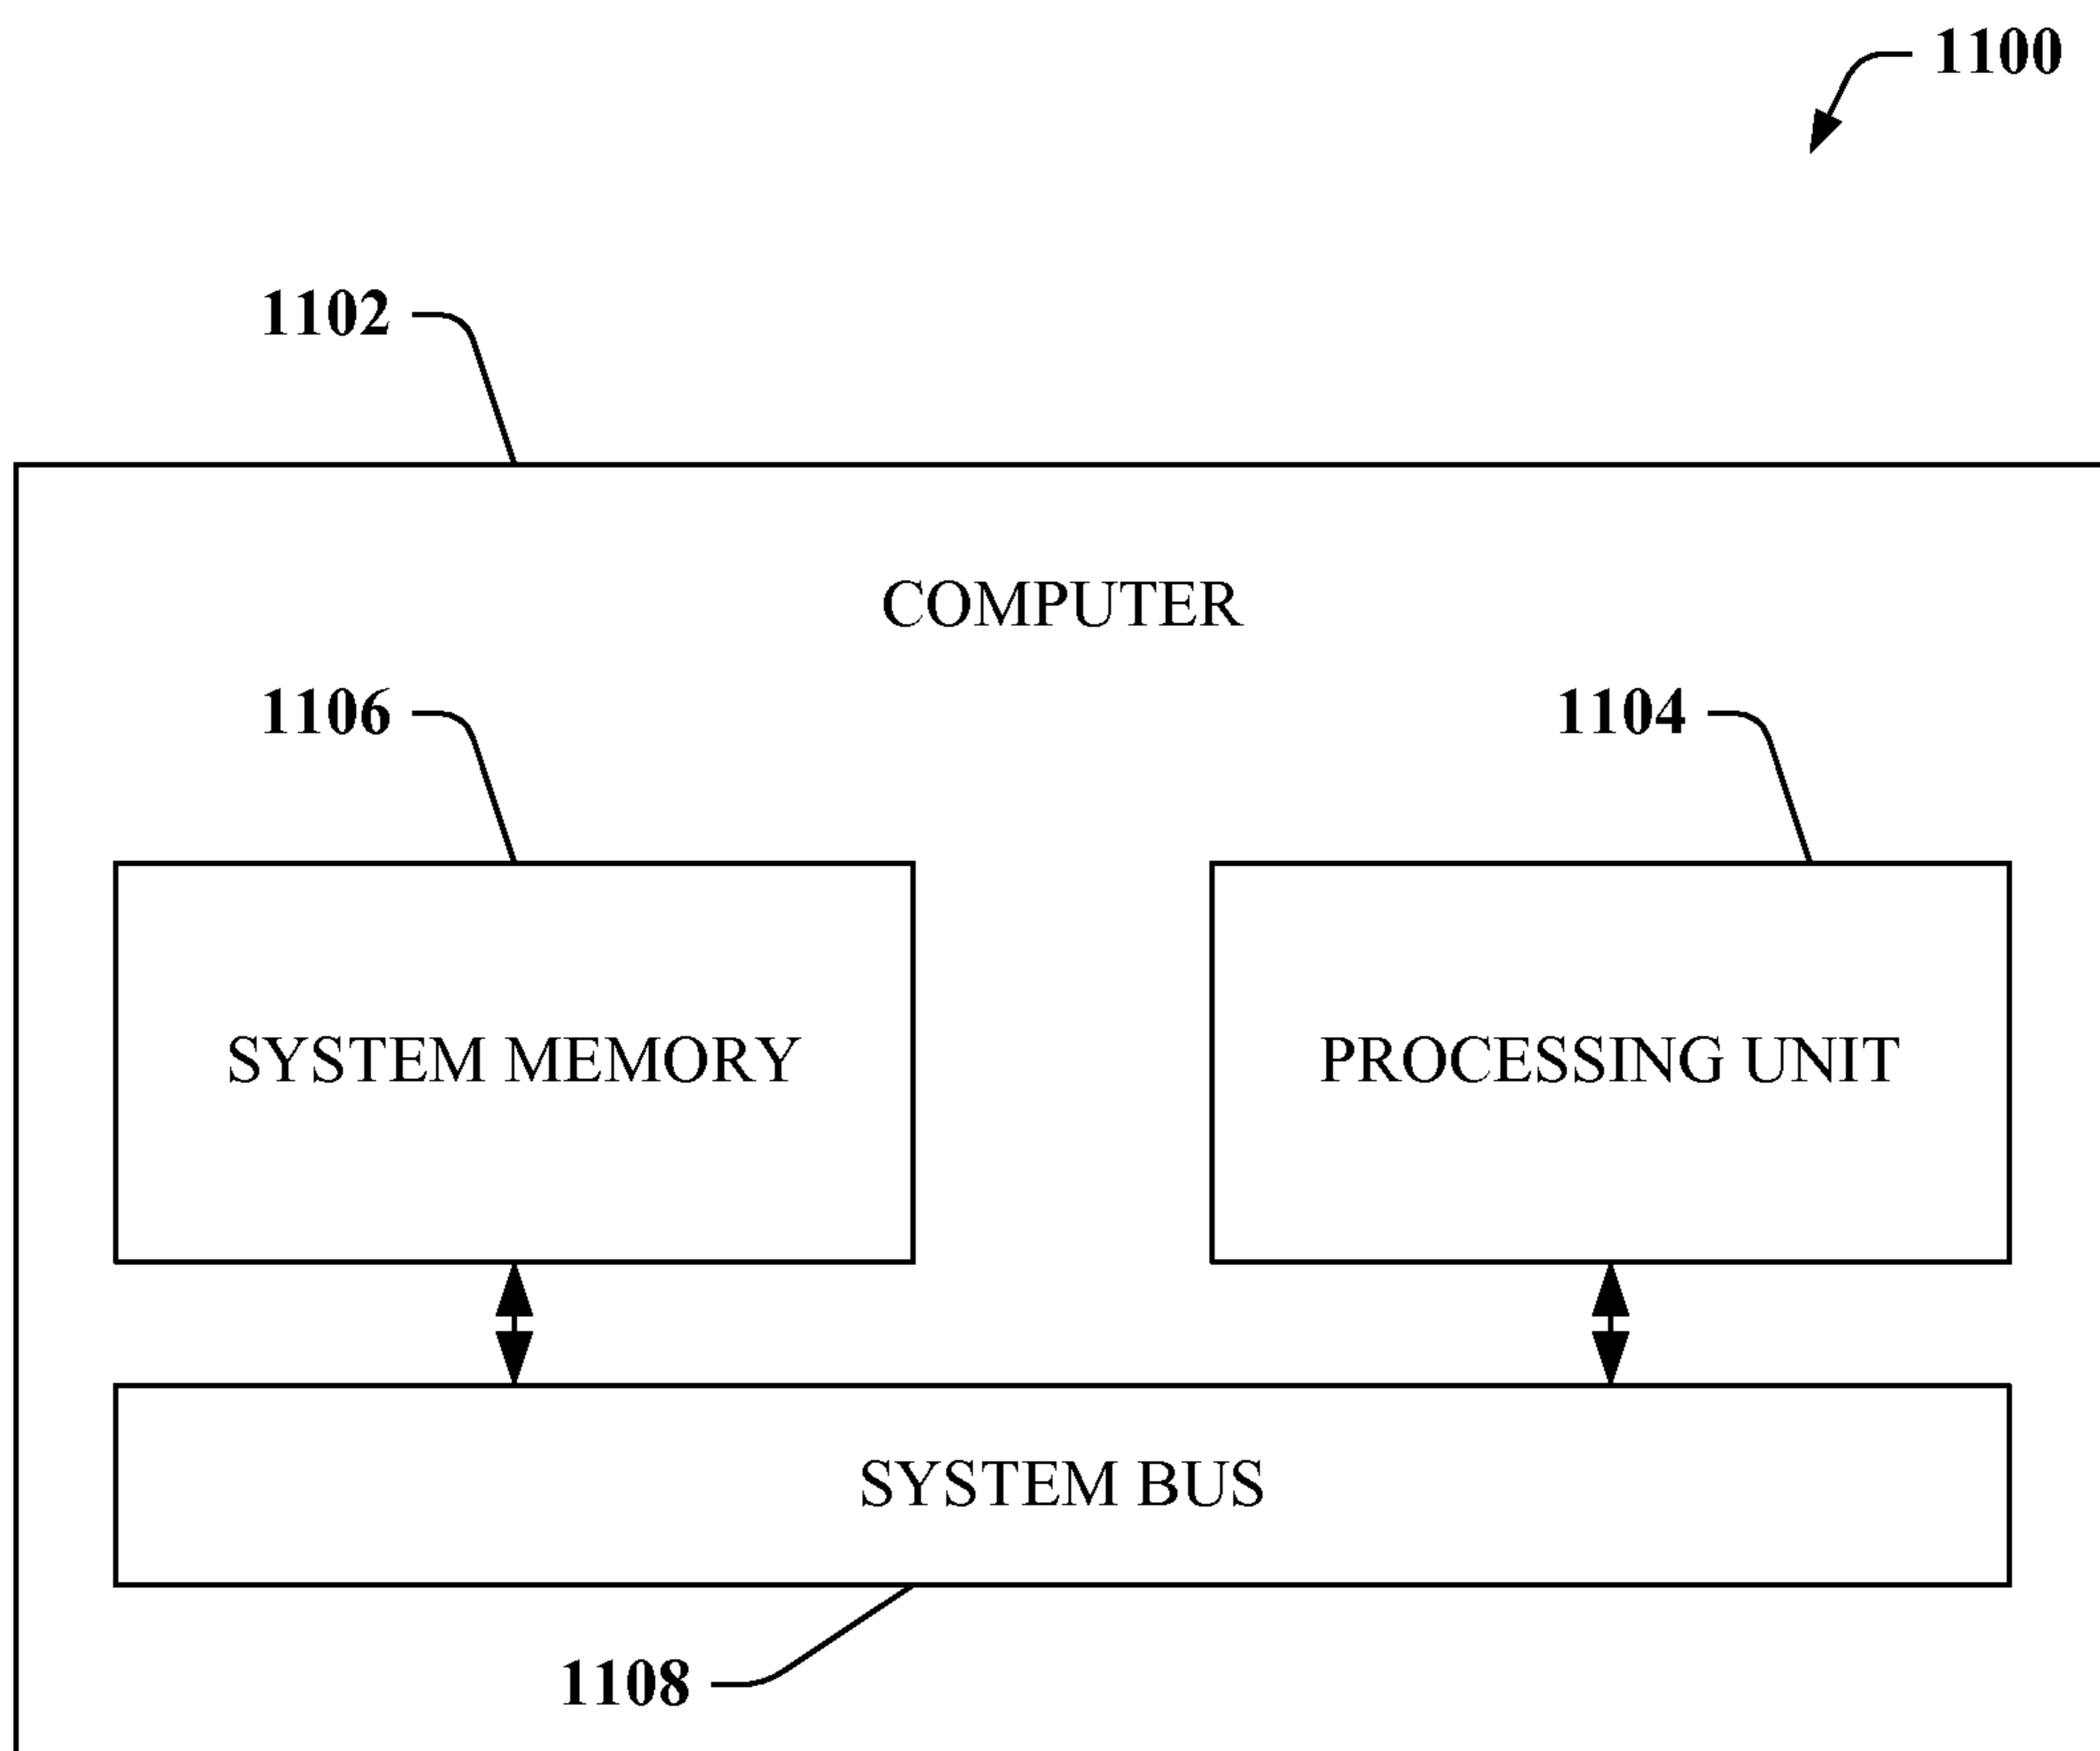 1100
1102
COMPUTER
1106
1104
SYSTEM MEMORY
PROCESSING UNIT
SYSTEM BUS
1108